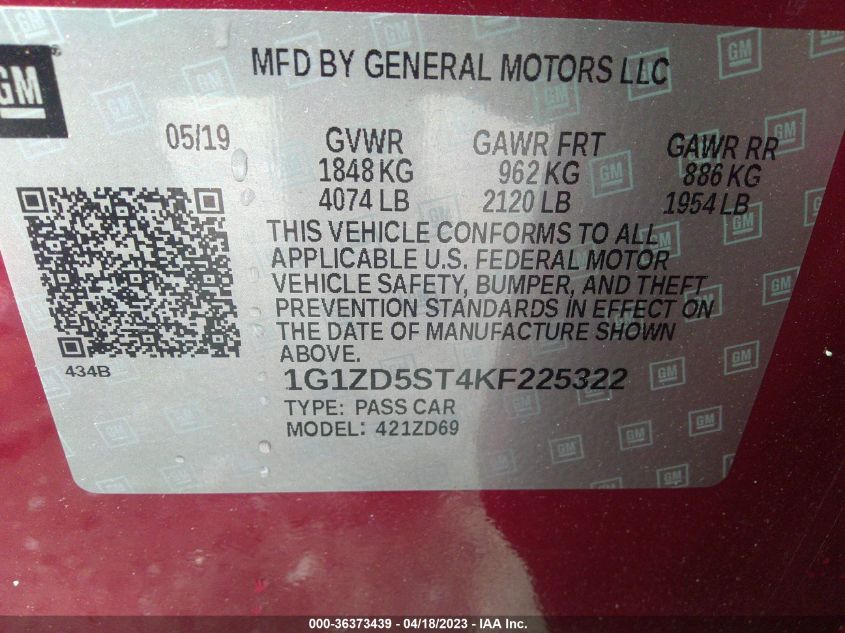 GM
MFD BY GENERAL MOTORS LLC
05/19 GVWR GAWR FRT GAWR RR
1848 KG 962 KG 886 KG
4074 LB 2120 LB 1954 LB
THIS VEHICLE CONFORMS TO ALL
APPLICABLE U.S. FEDERAL MOTOR
VEHICLE SAFETY, BUMPER, AND THEFT
PREVENTION STANDARDS IN EFFECT ON
THE DATE OF MANUFACTURE SHOWN
ABOVE.
434B
1G1ZD5ST4KF225322
TYPE: PASS CAR
MODEL: 421ZD69
000-36373439 - 04/18/2023 - IAA Inc.